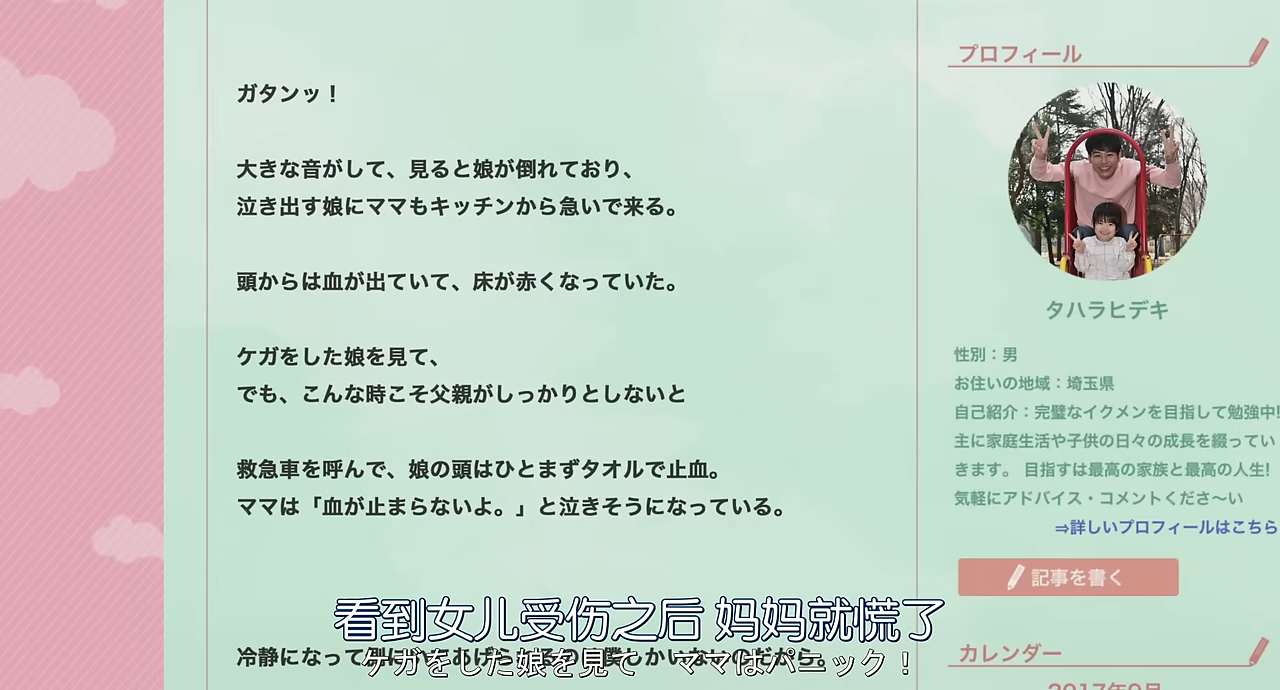 ガタンッ！
大きな音がして、見ると娘が倒れており、
泣き出す娘にママもキッチンから急いで来る。
頭からは血が出ていて、床が赤くなっていた。
ケガをした娘を見て、
でも、こんな時こそ父親がしっかりとしないと
救急車を呼んで、娘の頭はひとまずタオルで止血。
ママは「血が止まらないよ。」と泣きそうになっている。
冷静になって
看到女儿受伤之后 妈妈就慌了
ケガをした娘を見て　ママはパニック！
プロフィール
タハラヒデキ
性別：男
お住いの地域：埼玉県
自己紹介：完璧なイクメンを目指して勉強中!
主に家庭生活や子供の日々の成長を綴ってい
きます。 目指すは最高の家族と最高の人生!
気軽にアドバイス・コメントくださ〜い
⇒詳しいプロフィールはこちら
記事を書く
カレンダー
2017年9月